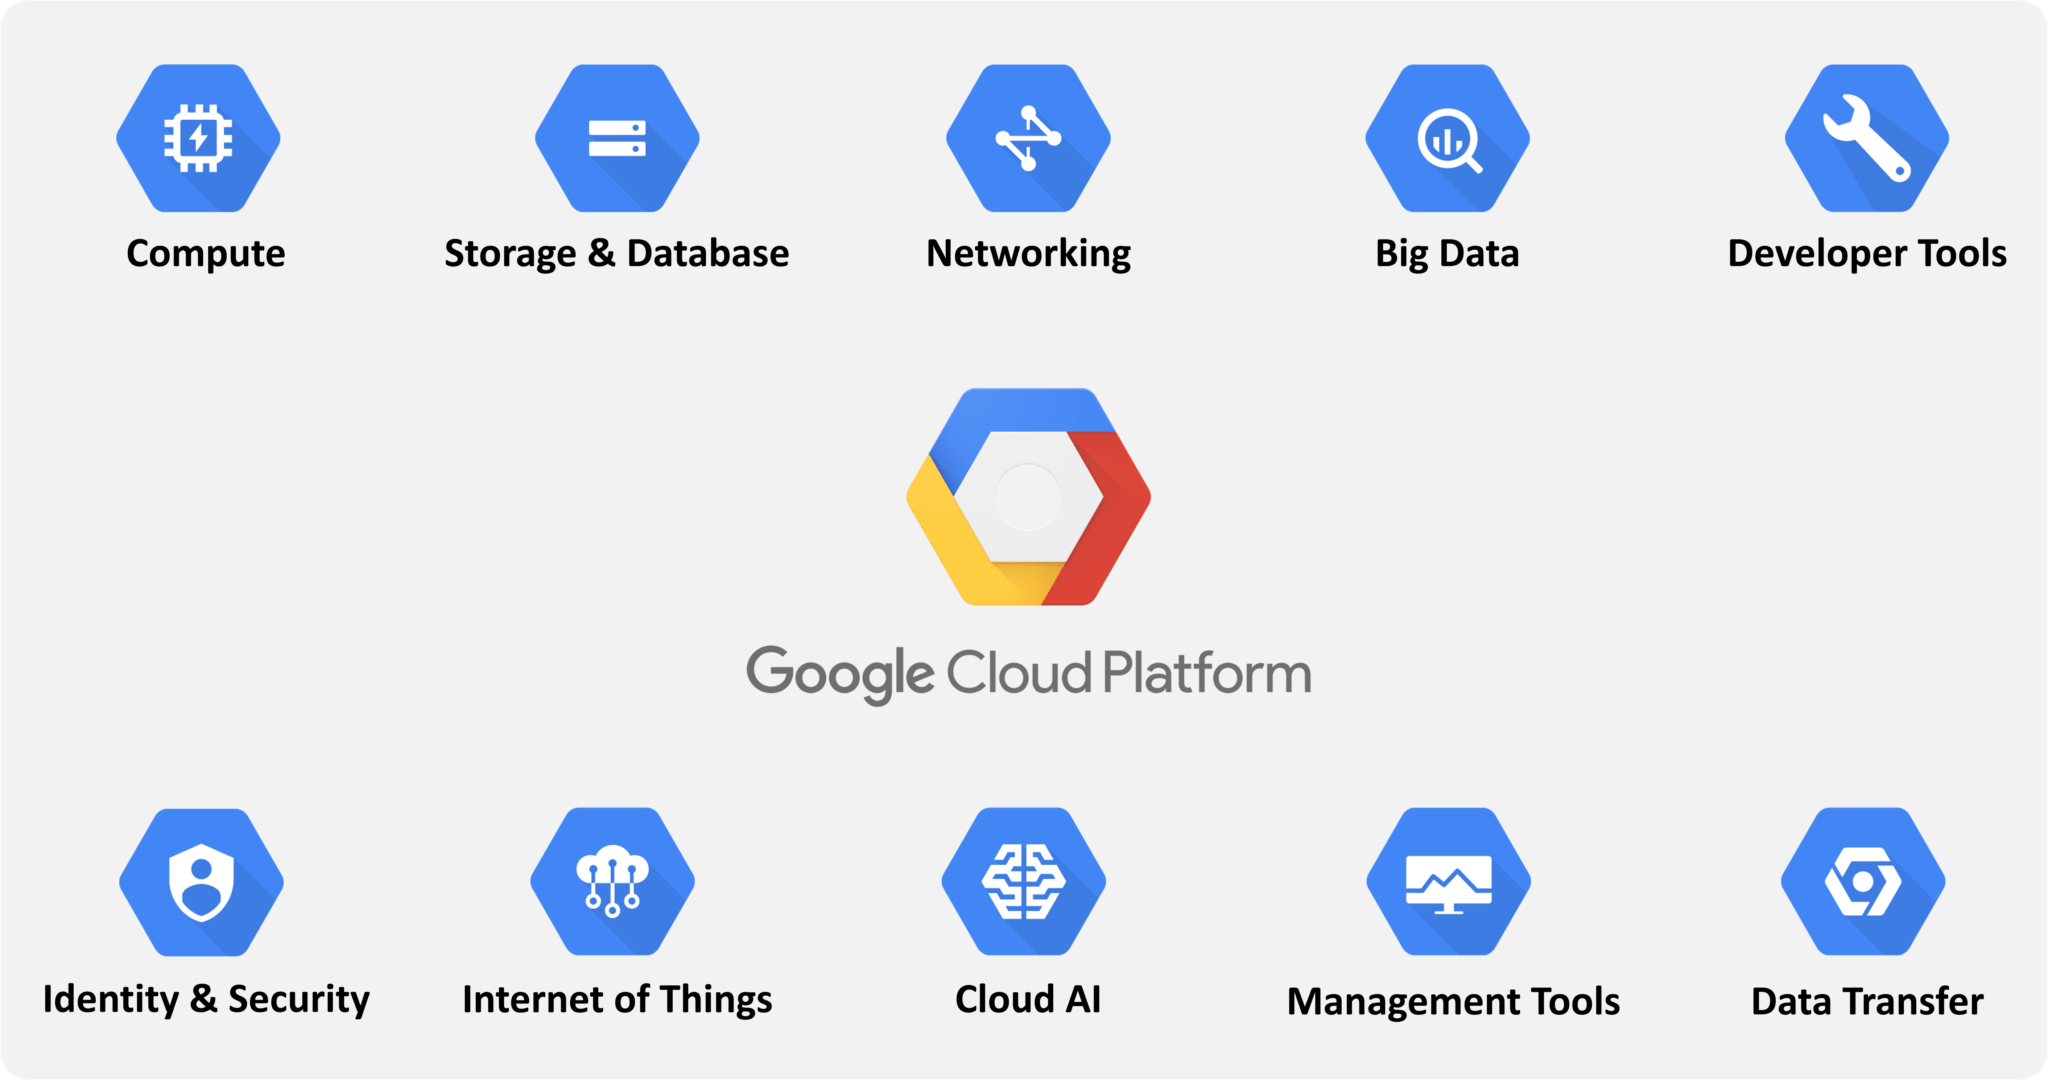 Compute
Storage & Database
Networking
Big Data
Developer Tools
Google Cloud Platform
Identity & Security
Internet of Things
Cloud AI
Management Tools
Data Transfer